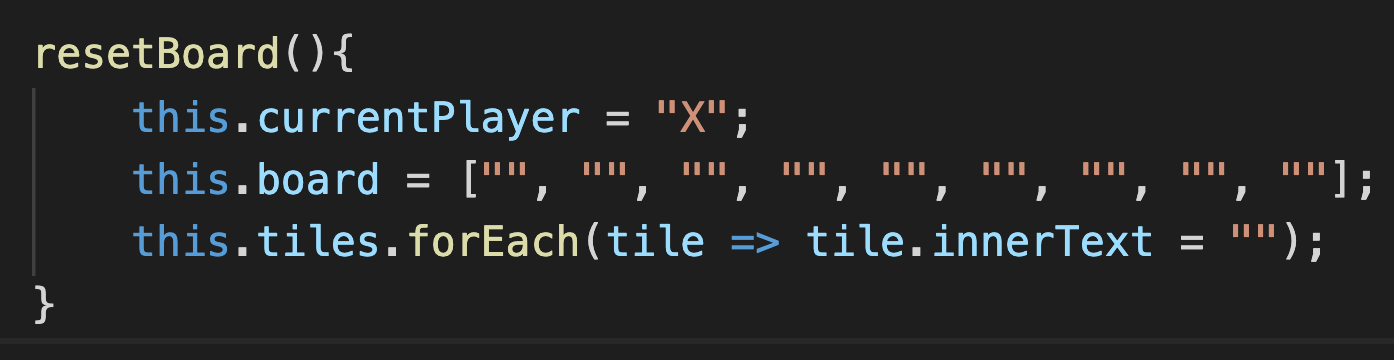 resetBoard(){
    this.currentPlayer = "X";
    this.board = ["", "", "", "", "", "", "", "", ""];
    this.tiles.forEach(tile => tile.innerText = "");
}